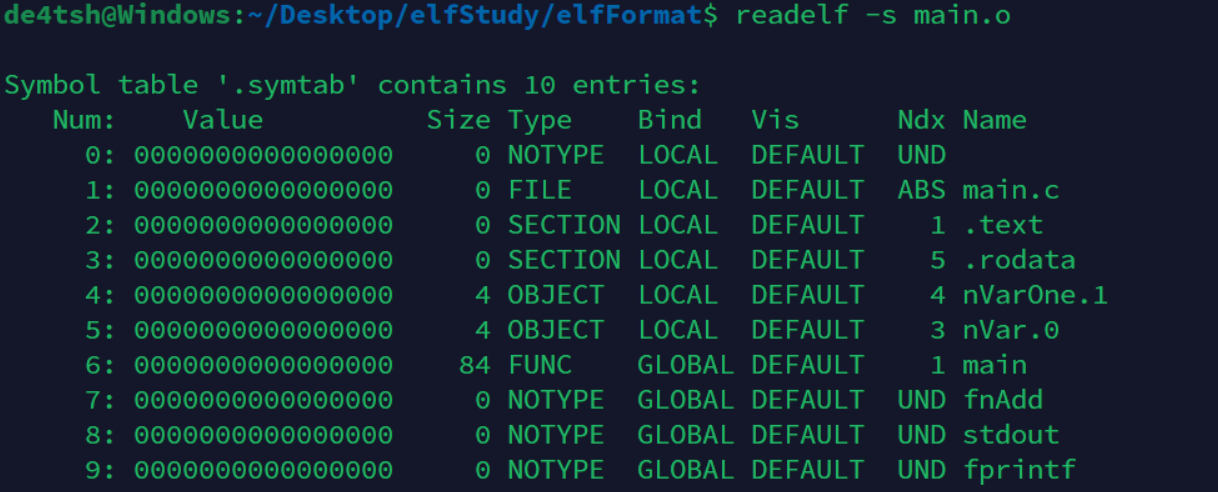 de4tsh@Windows:~/Desktop/elfStudy/elfFormat$ readelf -s main.o
Symbol table '.symtab' contains 10 entries:
   Num:    Value          Size Type    Bind   Vis      Ndx Name
     0: 0000000000000000     0 NOTYPE  LOCAL  DEFAULT  UND
     1: 0000000000000000     0 FILE    LOCAL  DEFAULT  ABS main.c
     2: 0000000000000000     0 SECTION LOCAL  DEFAULT    1 .text
     3: 0000000000000000     0 SECTION LOCAL  DEFAULT    5 .rodata
     4: 0000000000000000     4 OBJECT  LOCAL  DEFAULT    4 nVarOne.1
     5: 0000000000000000     4 OBJECT  LOCAL  DEFAULT    3 nVar.0
     6: 0000000000000000    84 FUNC    GLOBAL DEFAULT    1 main
     7: 0000000000000000     0 NOTYPE  GLOBAL DEFAULT  UND fnAdd
     8: 0000000000000000     0 NOTYPE  GLOBAL DEFAULT  UND stdout
     9: 0000000000000000     0 NOTYPE  GLOBAL DEFAULT  UND fprintf